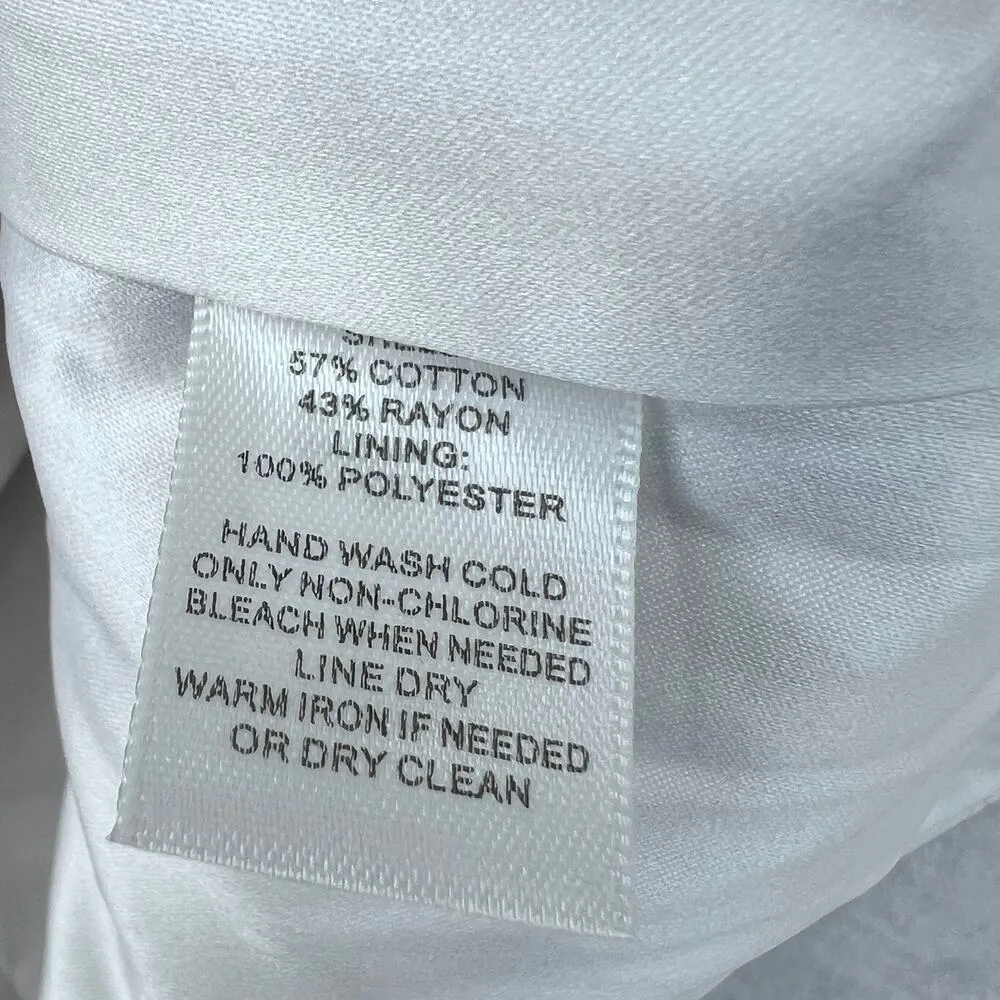 57% COTTON
43% RAYON
LINING:
100% POLYESTER
HAND WASH COLD
ONLY NON-CHLORINE
BLEACH WHEN NEEDED
LINE DRY
WARM IRON IF NEEDED
OR DRY CLEAN